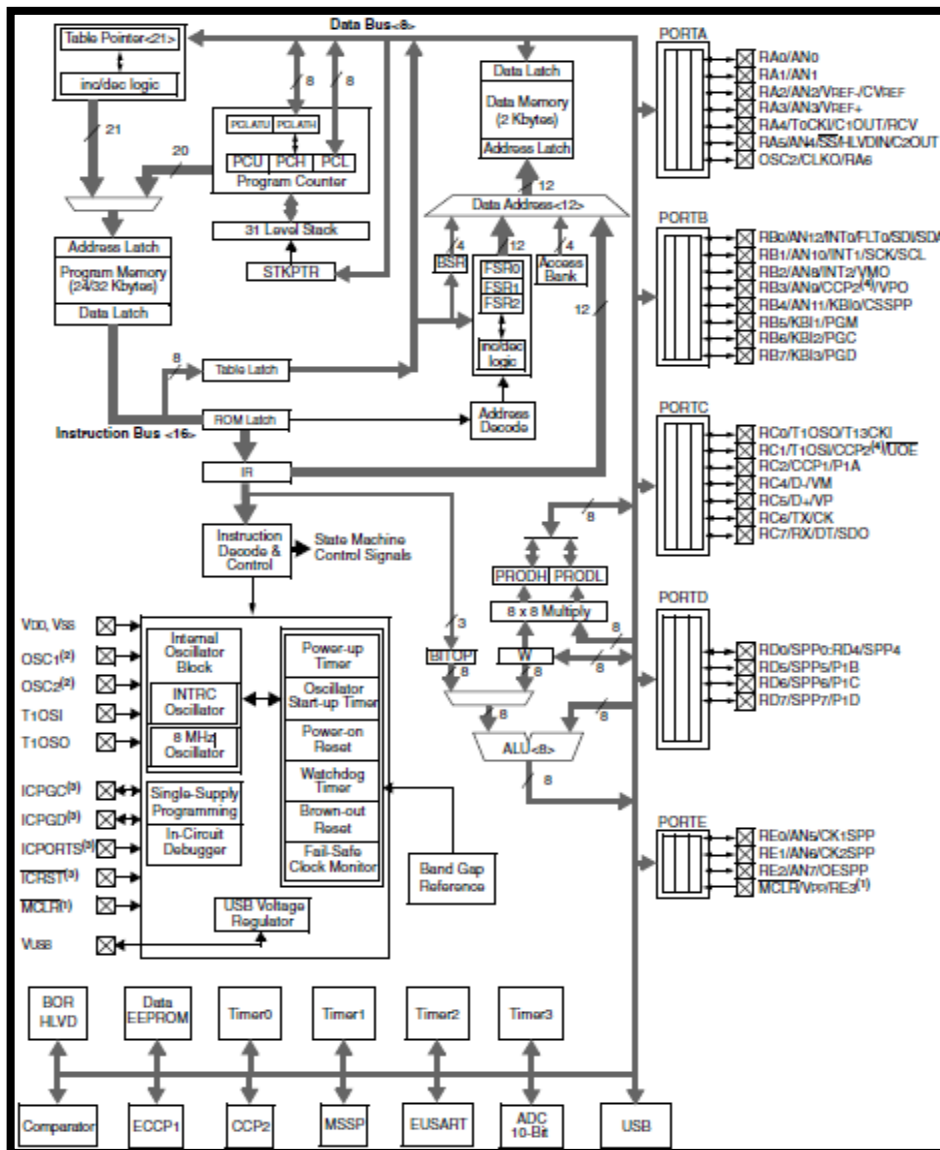 Data Bus<8>
Table Pointer<21>
inc/dec logic
21
20
8
8
PCLATU PCLATH
PCU PCH PCL
Program Counter
31 Level Stack
STKPTR
Data Latch
Data Memory
(2 Kbytes)
Address Latch
12
Data Address<12>
4
12
4
BSR
FSR0
FSR1
FSR2
Access
Bank
inc/dec
logic
12
Address
Decode
Address Latch
Program Memory
(24/32 Kbytes)
Data Latch
8
Table Latch
ROM Latch
Instruction Bus <16>
IR
Instruction
Decode &
Control
State Machine
Control Signals
8
PRODH PRODL
8 x 8 Multiply
3
BITOP
W
8
8
8
8
8
8
ALU<8>
8
VDD, VSS
OSC1(2)
OSC2(2)
T1OSI
T1OSO
ICPGC(3)
ICPGD(3)
ICPORTS(3)
ICRST(3)
MCLR(1)
VUSB
Internal
Oscillator
Block
INTRC
Oscillator
8 MHz
Oscillator
Single-Supply
Programming
In-Circuit
Debugger
Power-up
Timer
Oscillator
Start-up Timer
Power-on
Reset
Watchdog
Timer
Brown-out
Reset
Fail-Safe
Clock Monitor
Band Gap
Reference
USB Voltage
Regulator
PORTA
RA0/AN0
RA1/AN1
RA2/AN2/VREF-/CVREF
RA3/AN3/VREF+
RA4/T0CKI/C1OUT/RCV
RA5/AN4/SS/HLVDIN/C2OUT
OSC2/CLKO/RA6
PORTB
RB0/AN12/INT0/FLT0/SDI/SDA
RB1/AN10/INT1/SCK/SCL
RB2/AN8/INT2/VMO
RB3/AN9/CCP2(4)/VPO
RB4/AN11/KBI0/CSSPP
RB5/KBI1/PGM
RB6/KBI2/PGC
RB7/KBI3/PGD
PORTC
RC0/T1OSO/T13CKI
RC1/T1OSI/CCP2(4)/UOE
RC2/CCP1/P1A
RC4/D-/VM
RC5/D+/VP
RC6/TX/CK
RC7/RX/DT/SDO
PORTD
RD0/SPP0:RD4/SPP4
RD5/SPP5/P1B
RD6/SPP6/P1C
RD7/SPP7/P1D
PORTE
RE0/AN5/CK1SPP
RE1/AN6/CK2SPP
RE2/AN7/OESPP
MCLR/VPP/RE3(1)
BOR
HLVD
Data
EEPROM
Timer0
Timer1
Timer2
Timer3
Comparator
ECCP1
CCP2
MSSP
EUSART
ADC
10-Bit
USB